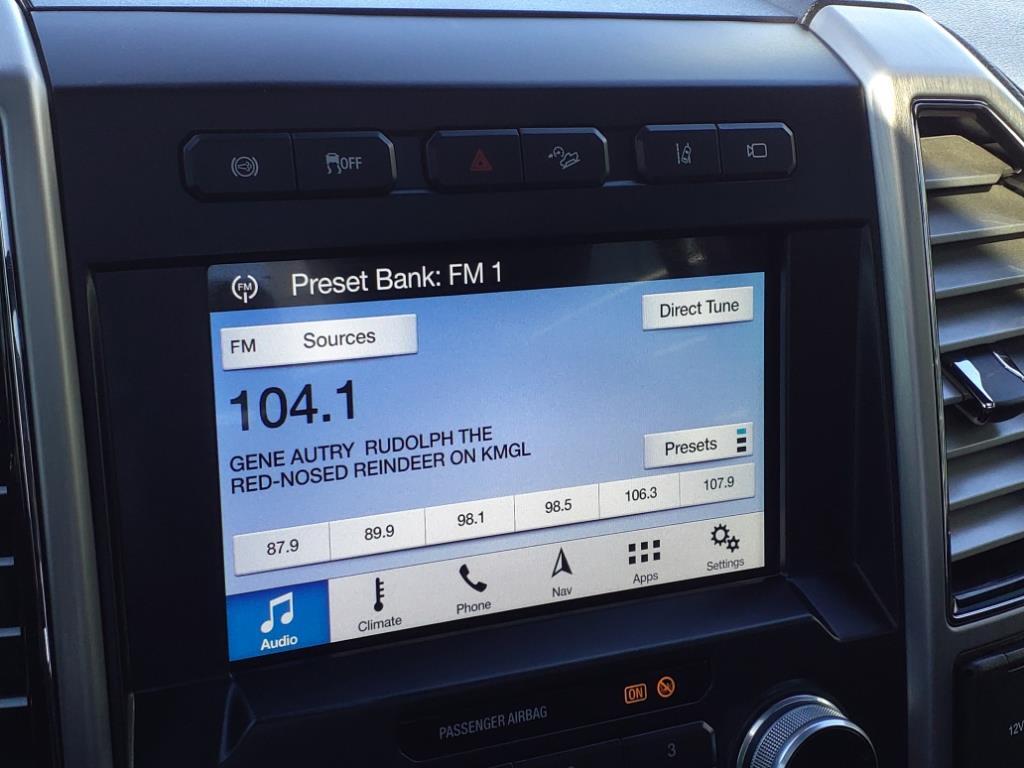 OFF
FM Preset Bank: FM 1
FM Sources
Direct Tune
104.1
GENE AUTRY RUDOLPH THE
RED-NOSED REINDEER ON KMGL
Presets
87.9 89.9 98.1 98.5 106.3 107.9
Audio Climate Phone Nav Apps Settings
PASSENGER AIRBAG ON
3
12V